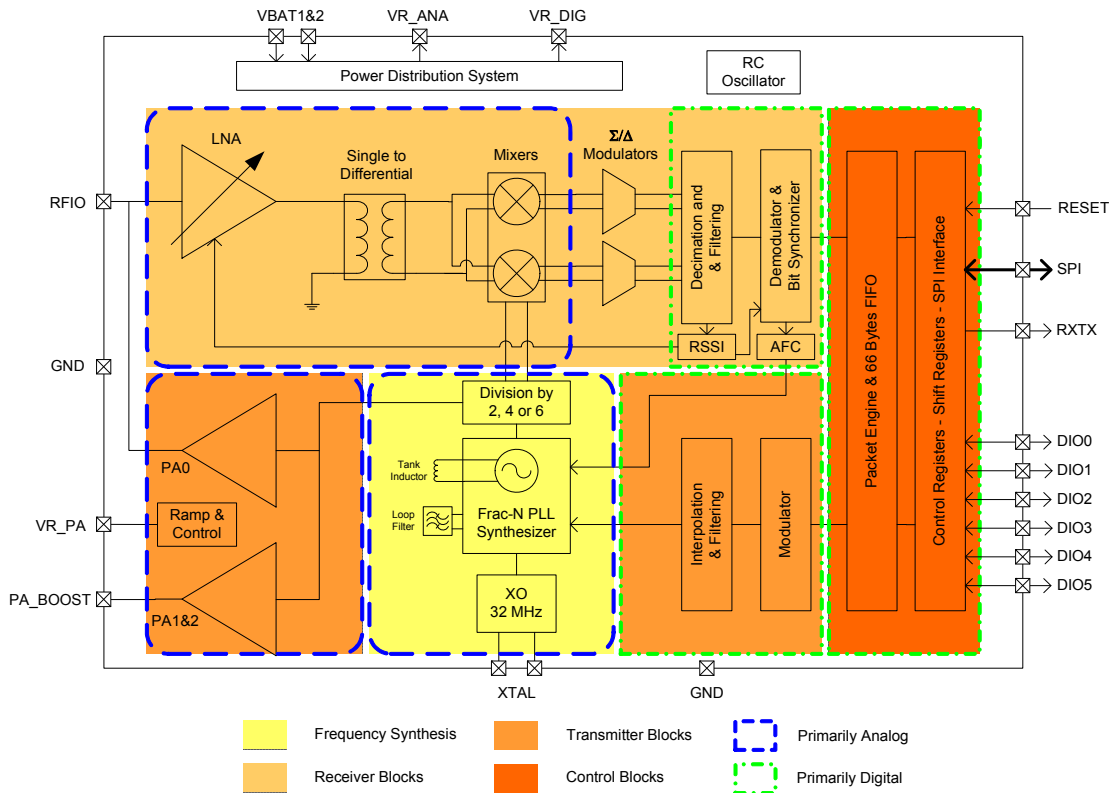 VBAT1&2
VR_ANA
VR_DIG
Power Distribution System
RC
Oscillator
LNA
Single to
Differential
Mixers
Σ/Δ
Modulators
Decimation and
& Filtering
Demodulator &
Bit Synchronizer
RSSI
AFC
Packet Engine & 66 Bytes FIFO
Control Registers - Shift Registers - SPI Interface
RFIO
GND
VR_PA
PA_BOOST
RESET
SPI
RXTX
DIO0
DIO1
DIO2
DIO3
DIO4
DIO5
PA0
Ramp &
Control
PA1&2
Division by
2, 4 or 6
Tank
Inductor
Loop
Filter
Frac-N PLL
Synthesizer
XO
32 MHz
Interpolation
& Filtering
Modulator
XTAL
GND
Frequency Synthesis
Transmitter Blocks
Primarily Analog
Receiver Blocks
Control Blocks
Primarily Digital